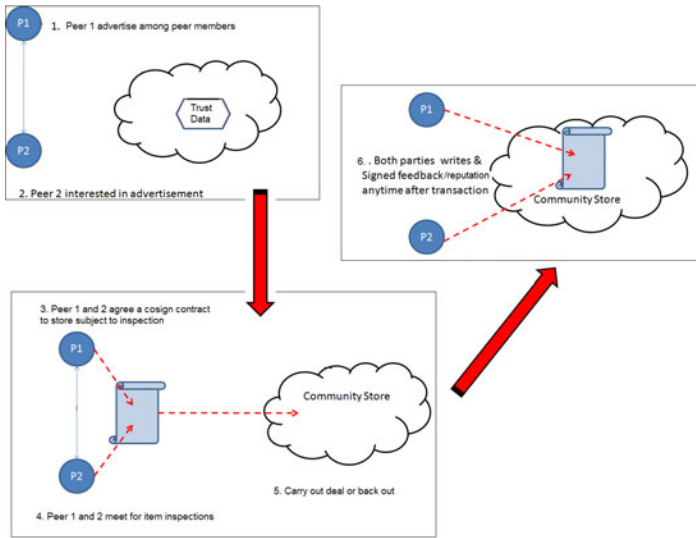 P1
1. Peer 1 advertise among peer members
Trust
Data
P2
2. Peer 2 interested in advertisement
3. Peer 1 and 2 agree a cosign contract
to store subject to inspection
P1
Community Store
P2
5. Carry out deal or back out
4. Peer 1 and 2 meet for item inspections
P1
6. . Both parties writes &
Signed feedback/reputation
anytime after transaction
Community Store
P2